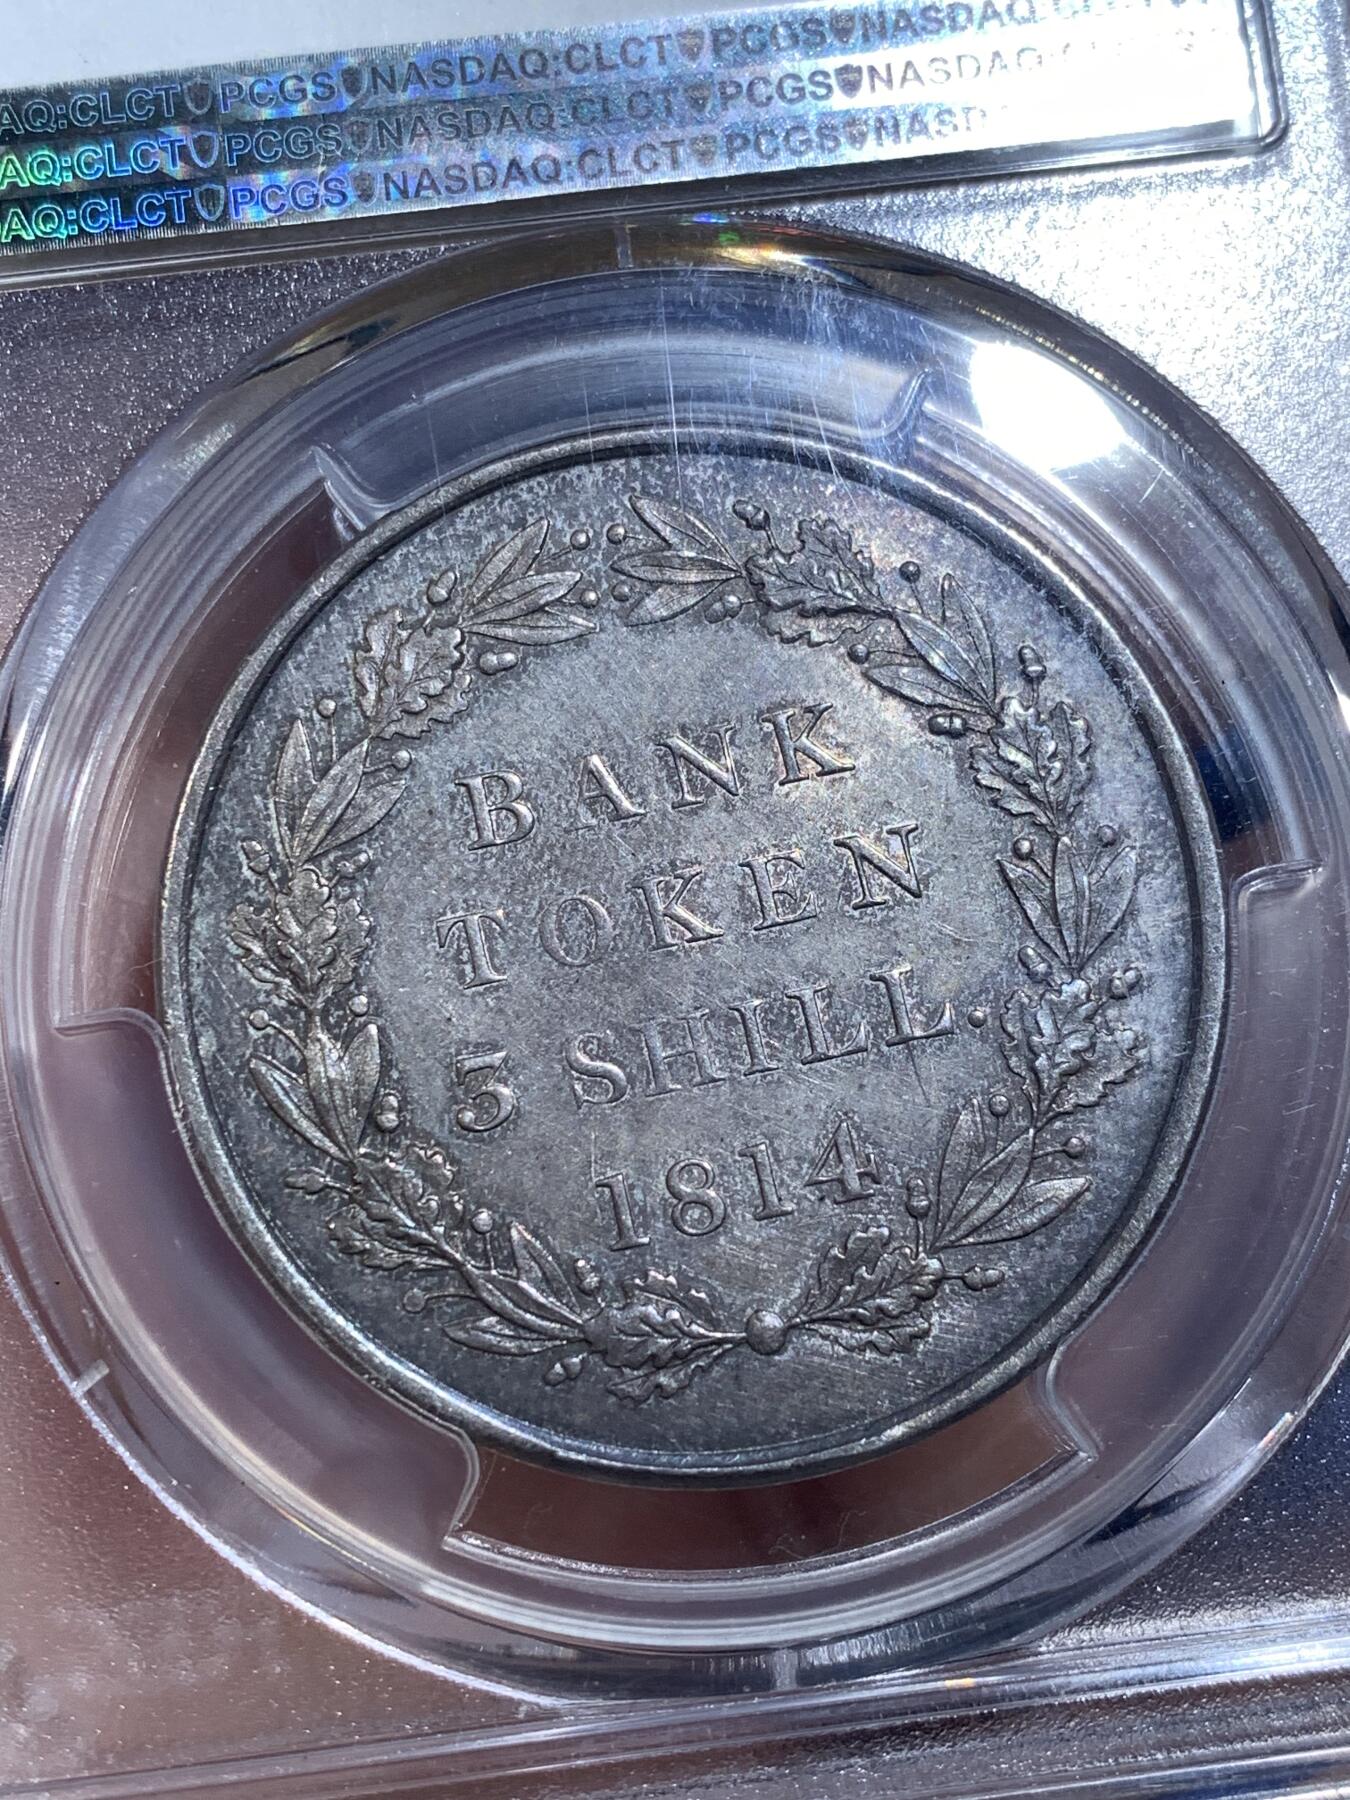 AQ:CLCT PCGS NASDAQ:CLCT PCGS NASDAQ:CLCT
AQ:CLCT PCGS NASDAQ:CLCT PCGS NASDAQ:
AQ:CLCT PCGS NASDAQ:CLCT PCGS NASD
BANK
TOKEN
3 SHILL.
1814